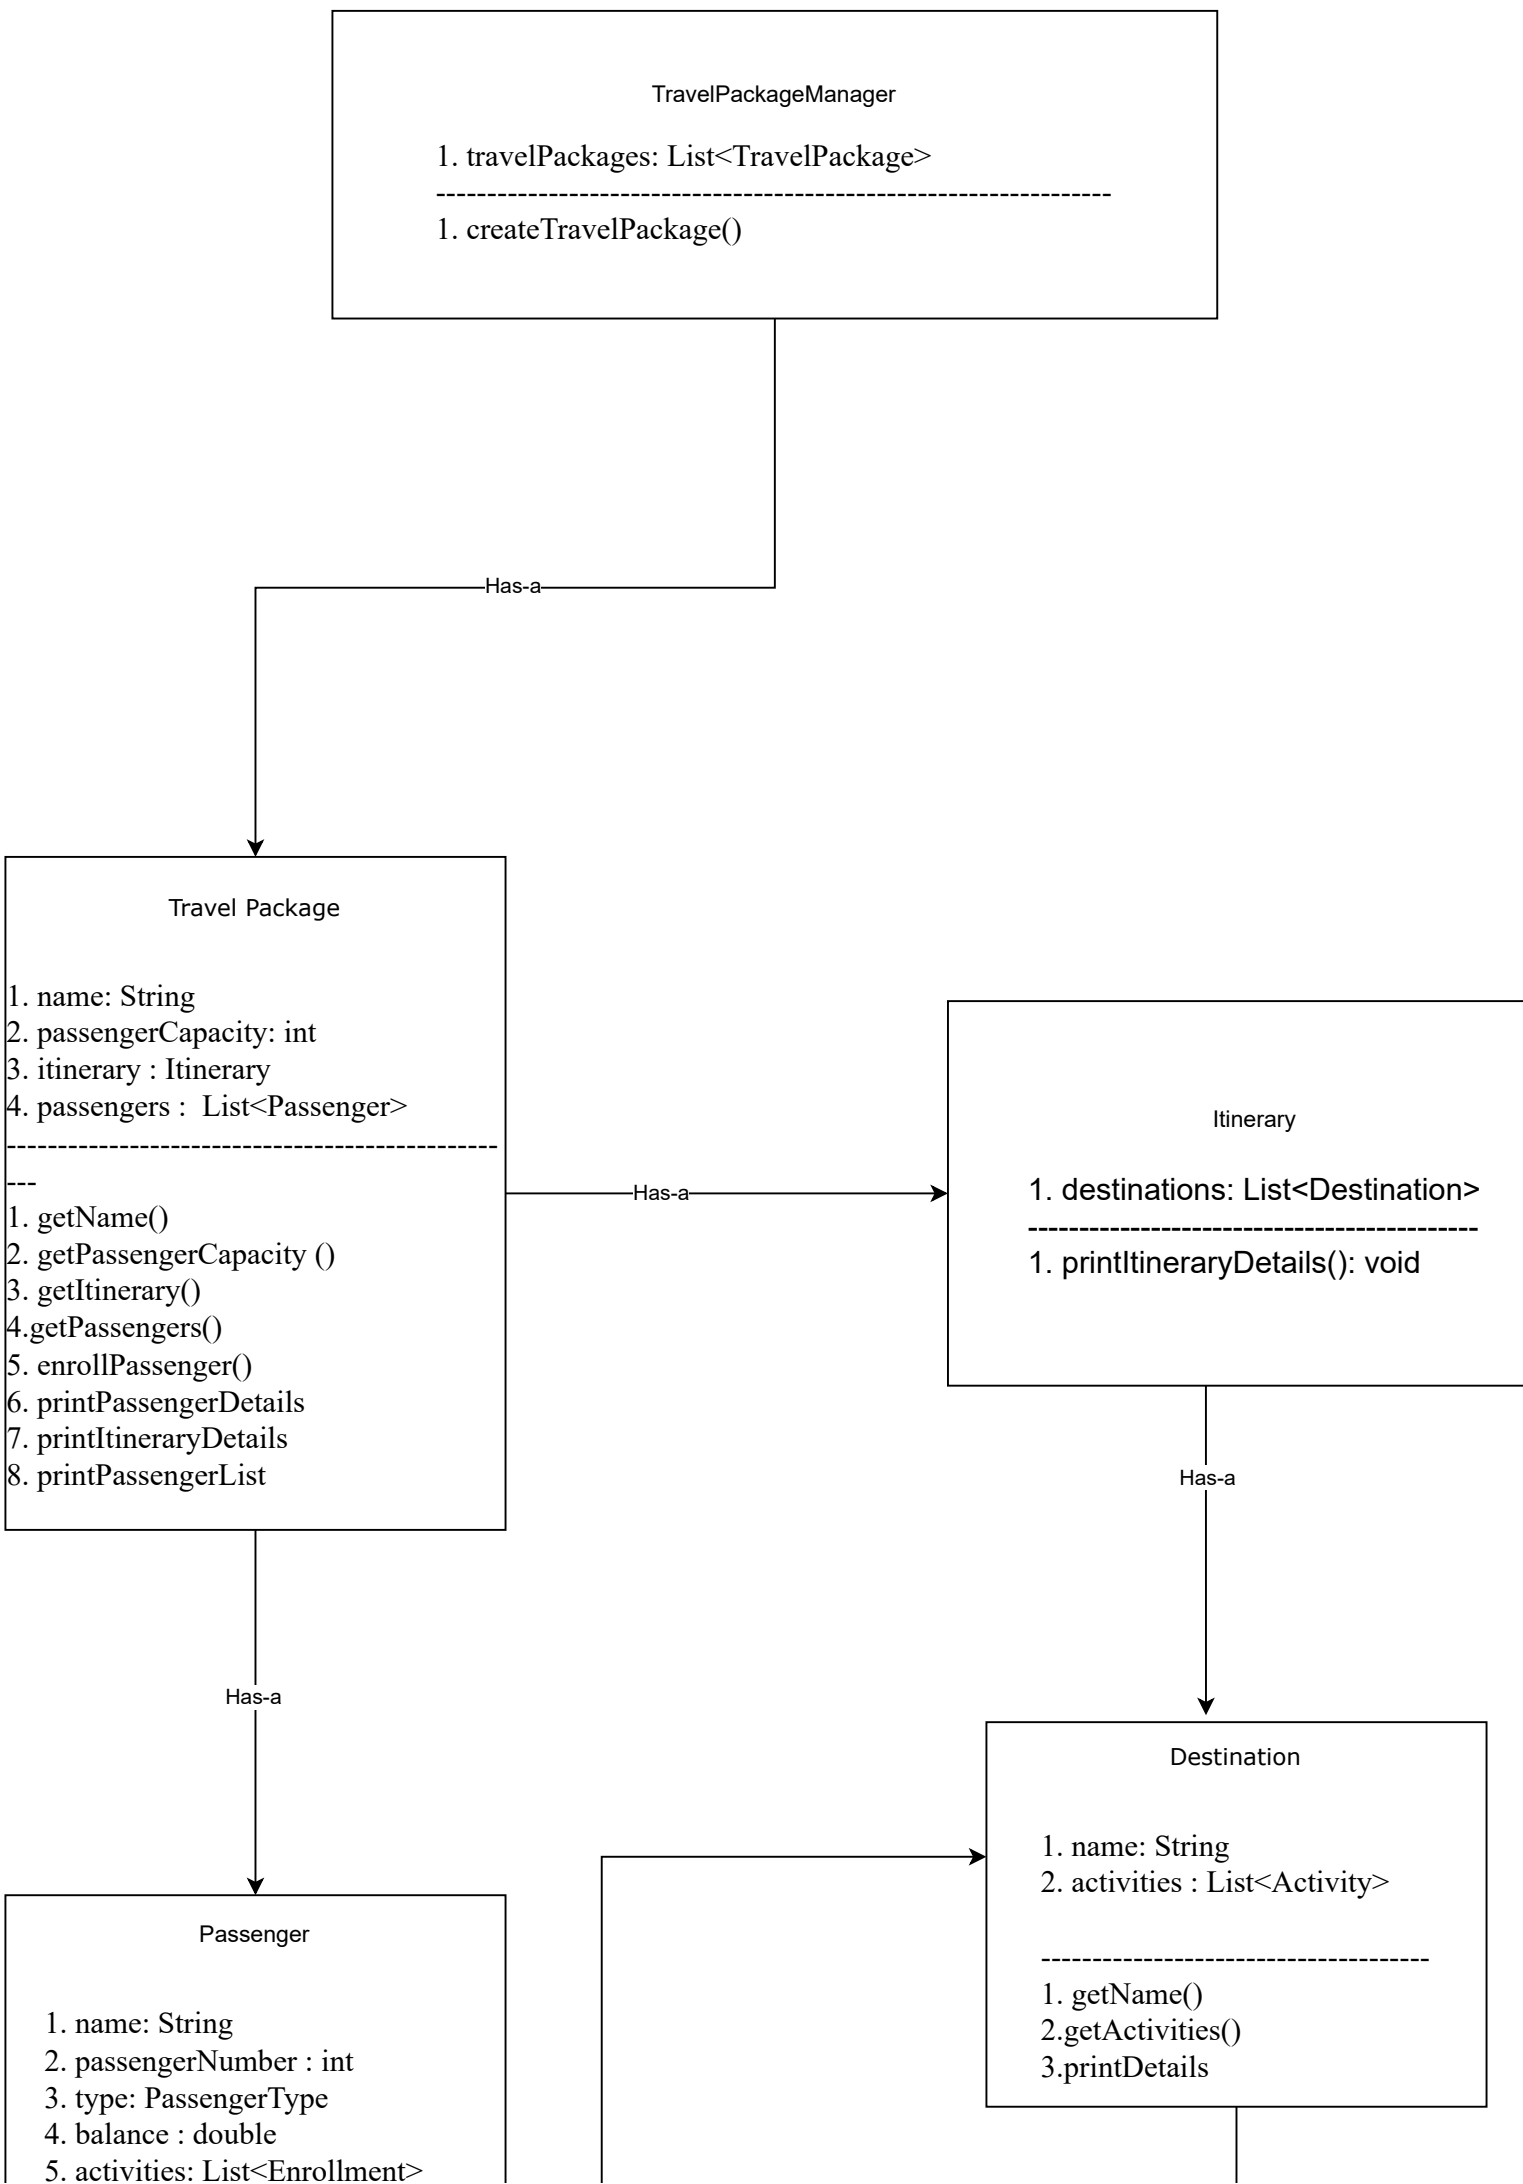 TravelPackageManager
1. travelPackages: List<TravelPackage>
------------------------------------------------------------------
1. createTravelPackage()
Has-a
Travel Package
1. name: String
2. passengerCapacity: int
3. itinerary : Itinerary
4. passengers :  List<Passenger>
------------------------------------------------
---
1. getName()
2. getPassengerCapacity ()
3. getItinerary()
4.getPassengers()
5. enrollPassenger()
6. printPassengerDetails
7. printItineraryDetails
8. printPassengerList
Has-a
Itinerary
1. destinations: List<Destination>
--------------------------------------------
1. printItineraryDetails(): void
Has-a
Has-a
Destination
1. name: String
2. activities : List<Activity>
--------------------------------------
1. getName()
2.getActivities()
3.printDetails
Passenger
1. name: String
2. passengerNumber : int
3. type: PassengerType
4. balance : double
5. activities: List<Enrollment>